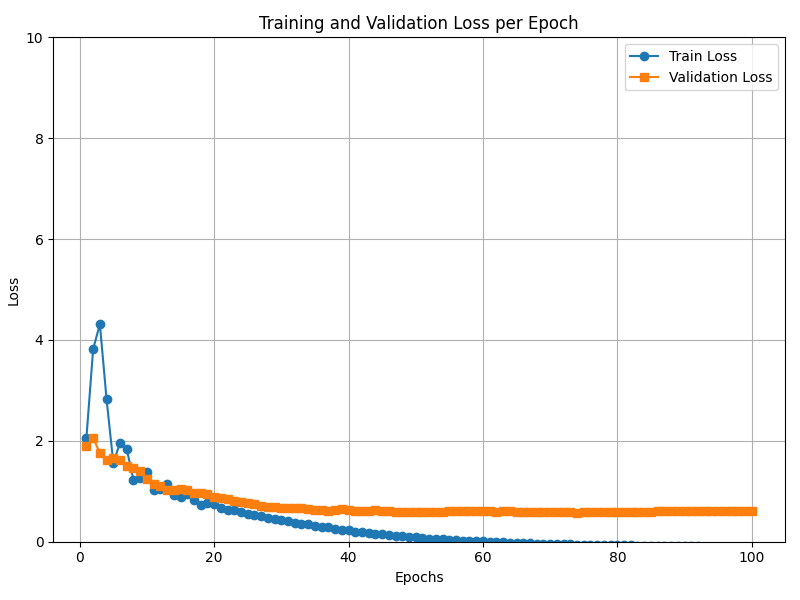 Training and Validation Loss per Epoch
Train Loss
Validation Loss
Loss
10
8
6
4
2
0
0 20 40 60 80 100
Epochs